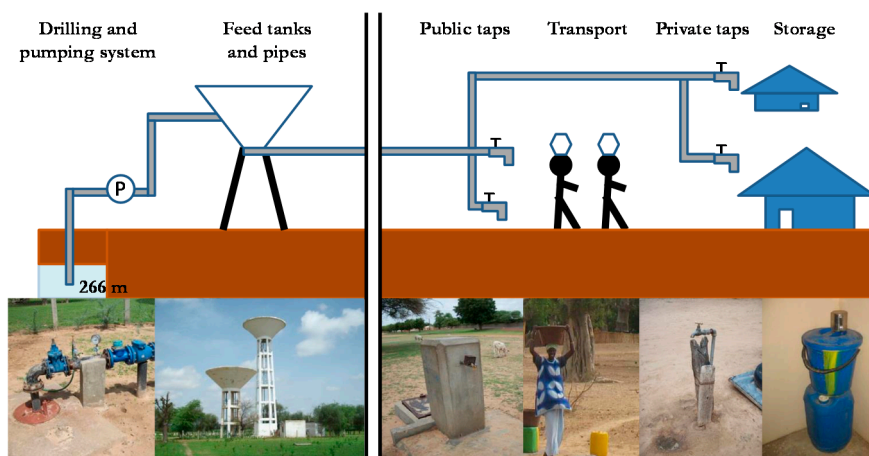 Drilling and
pumping system
Feed tanks
and pipes
Public taps
Transport
Private taps
Storage
P
266 m